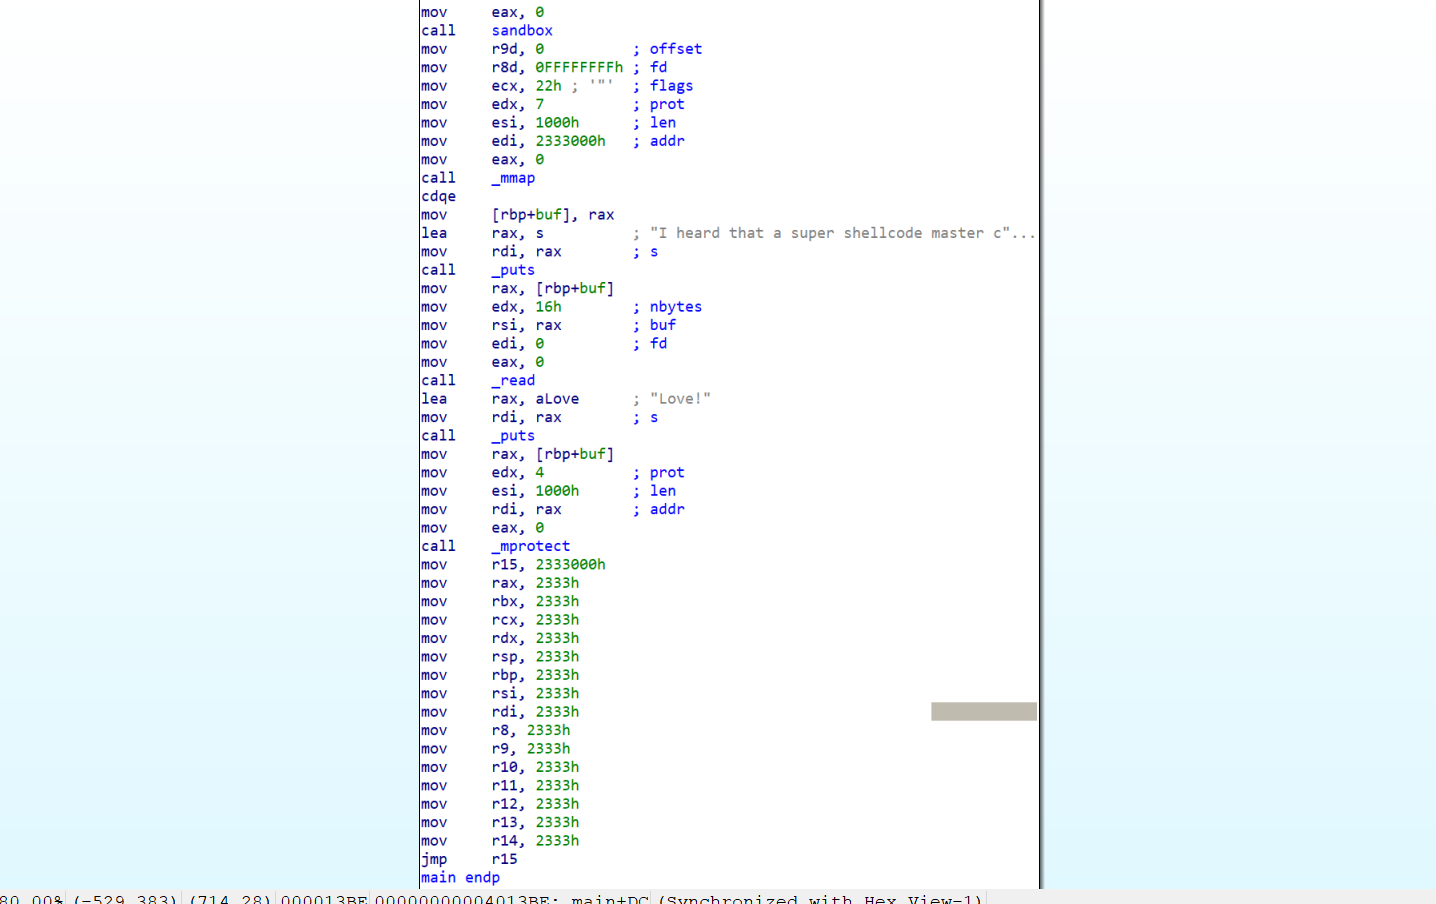 mov eax, 0
call sandbox
mov r9d, 0 ; offset
mov r8d, 0FFFFFFFFh ; fd
mov ecx, 22h ; '"' ; flags
mov edx, 7 ; prot
mov esi, 1000h ; len
mov edi, 2333000h ; addr
mov eax, 0
call _mmap
cdqe
mov [rbp+buf], rax
lea rax, s ; "I heard that a super shellcode master c"...
mov rdi, rax ; s
call _puts
mov rax, [rbp+buf]
mov edx, 16h ; nbytes
mov rsi, rax ; buf
mov edi, 0 ; fd
mov eax, 0
call _read
lea rax, aLove ; "Love!"
mov rdi, rax ; s
call _puts
mov rax, [rbp+buf]
mov edx, 4 ; prot
mov esi, 1000h ; len
mov rdi, rax ; addr
mov eax, 0
call _mprotect
mov r15, 2333000h
mov rax, 2333h
mov rbx, 2333h
mov rcx, 2333h
mov rdx, 2333h
mov rsp, 2333h
mov rbp, 2333h
mov rsi, 2333h
mov rdi, 2333h
mov r8, 2333h
mov r9, 2333h
mov r10, 2333h
mov r11, 2333h
mov r12, 2333h
mov r13, 2333h
mov r14, 2333h
jmp r15
main endp
80.00% (-529,383) (714,28) 000013BE 00000000004013BE: main+DC (Synchronized with Hex View-1)